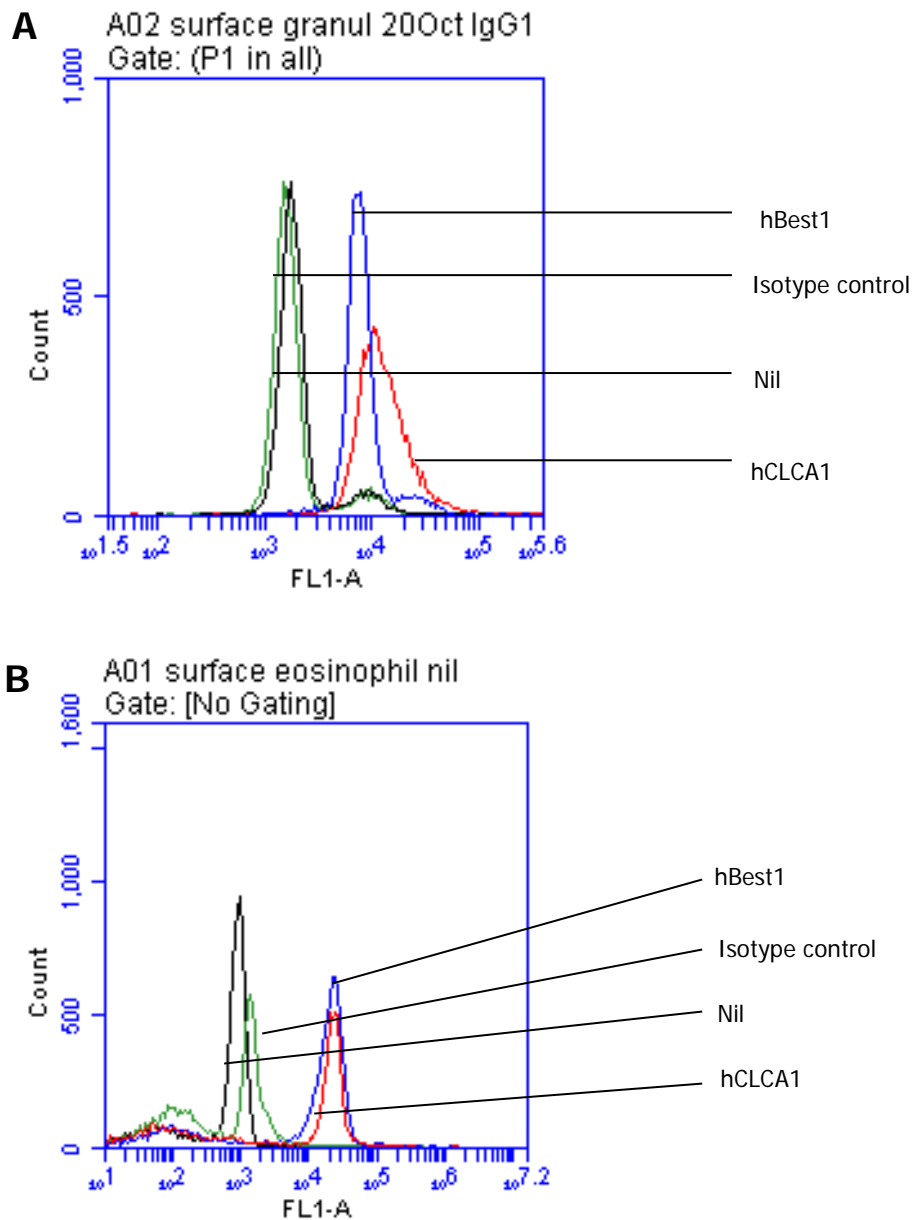 A
A02 surface granul 20Oct IgG1
Gate: (P1 in all)
1,000
500
0
Count
10^1.5 10^2 10^3 10^4 10^5 10^5.6
FL1-A
hBest1
Isotype control
Nil
hCLCA1
B
A01 surface eosinophil nil
Gate: [No Gating]
1,600
1,000
500
0
Count
10^1 10^2 10^3 10^4 10^5 10^6 10^7.2
FL1-A
hBest1
Isotype control
Nil
hCLCA1